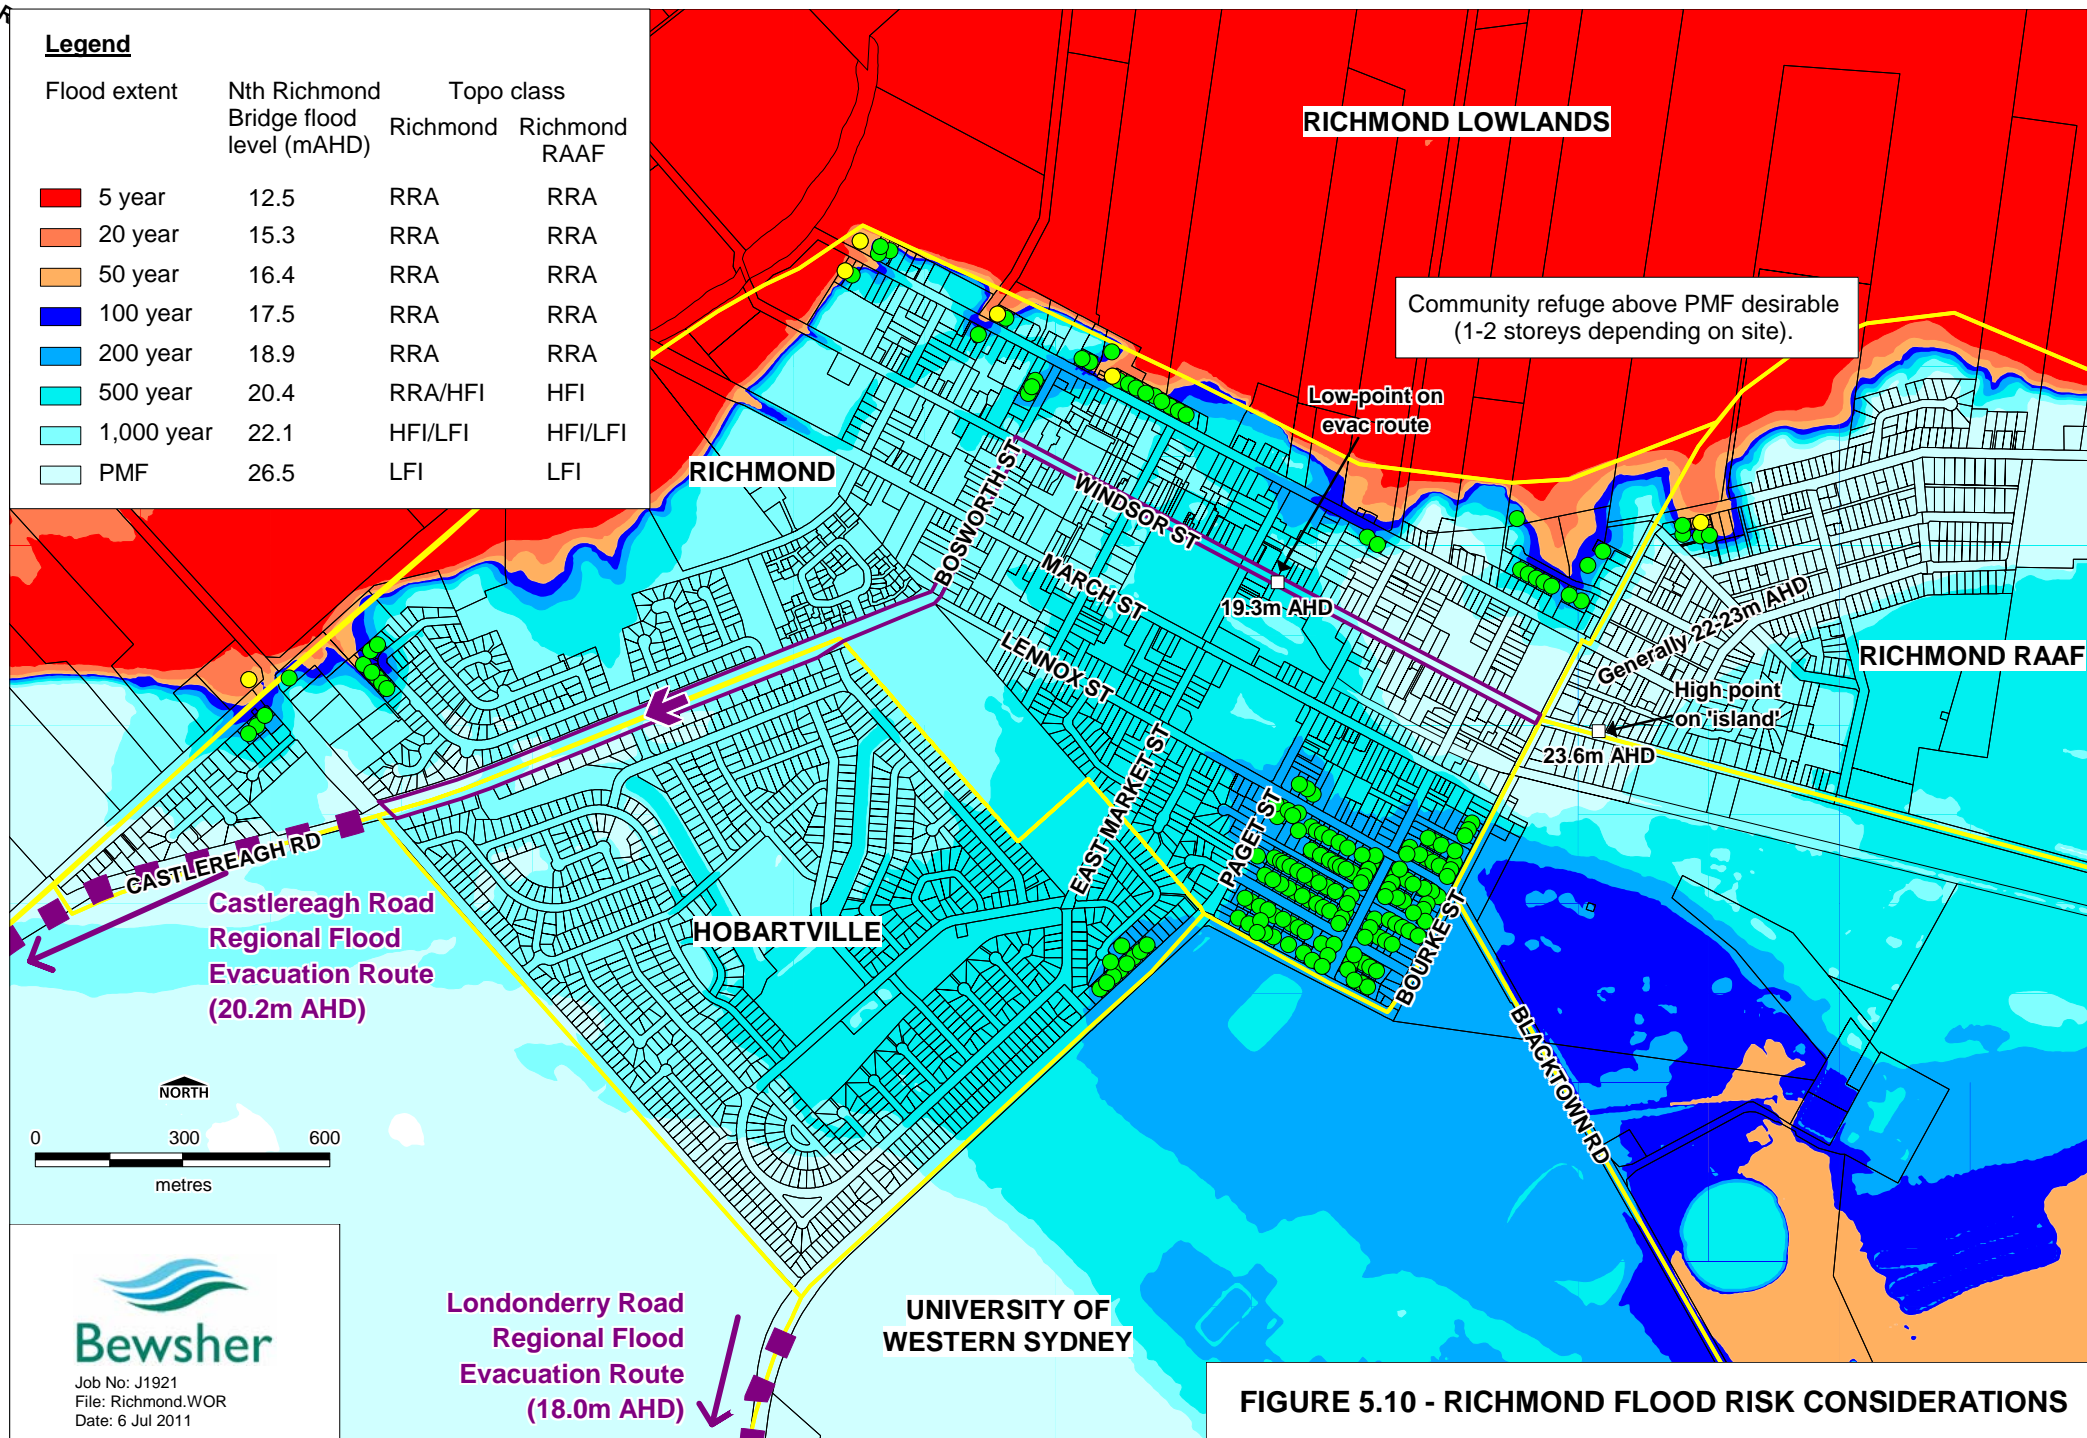 Legend
Flood extent
Nth Richmond
Bridge flood
level (mAHD)
Topo class
Richmond
Richmond
RAAF
5 year 12.5 RRA RRA
20 year 15.3 RRA RRA
50 year 16.4 RRA RRA
100 year 17.5 RRA RRA
200 year 18.9 RRA RRA
500 year 20.4 RRA/HFI HFI
1,000 year 22.1 HFI/LFI HFI/LFI
PMF 26.5 LFI LFI
RICHMOND LOWLANDS
Community refuge above PMF desirable
(1-2 storeys depending on site).
Low-point on
evac route
RICHMOND
BOSWORTH ST
WINDSOR ST
MARCH ST
19.3m AHD
LENNOX ST
Generally 22-23m AHD
RICHMOND RAAF
High point
on 'island'
23.6m AHD
EAST MARKET ST
PAGET ST
BOURKE ST
CASTLEREAGH RD
Castlereagh Road
Regional Flood
Evacuation Route
(20.2m AHD)
HOBARTVILLE
BLACKTOWN RD
NORTH
0 300 600
metres
Londonderry Road
Regional Flood
Evacuation Route
(18.0m AHD)
UNIVERSITY OF
WESTERN SYDNEY
Bewsher
Job No: J1921
File: Richmond.WOR
Date: 6 Jul 2011
FIGURE 5.10 - RICHMOND FLOOD RISK CONSIDERATIONS